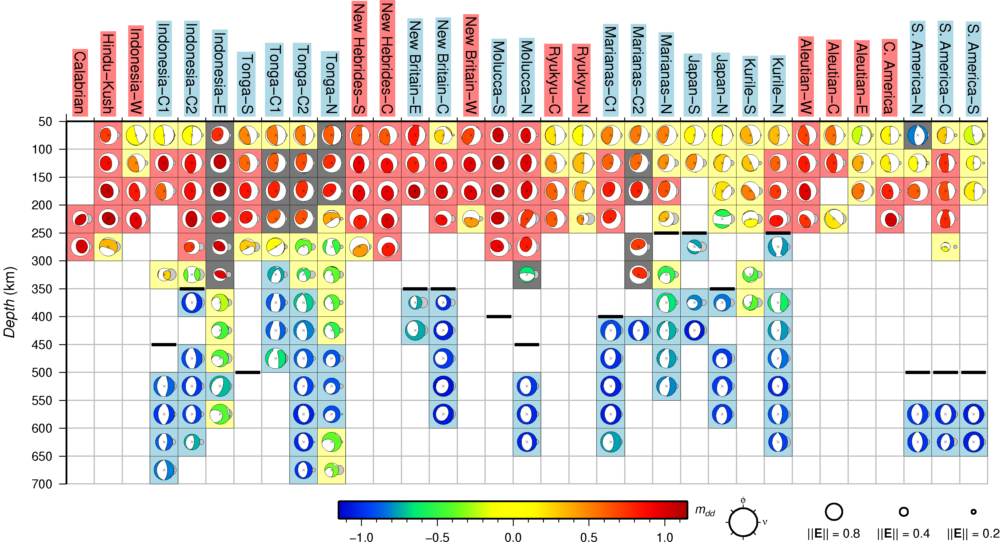 Calabrian
Hindu−Kush
Indonesia−W
Indonesia−C1
Indonesia−C2
Indonesia−E
Tonga−S
Tonga−C1
Tonga−C2
Tonga−N
New Hebrides−S
New Hebrides−C
New Britain−E
New Britain−C
New Britain−W
Molucca−S
Molucca−N
Ryukyu−C
Ryukyu−N
Marianas−C1
Marianas−C2
Marianas−N
Japan−S
Japan−N
Kurile−S
Kurile−N
Aleutian−W
Aleutian−C
Aleutian−E
C. America
S. America−N
S. America−C
S. America−S
Depth (km)
50
100
150
200
250
300
350
400
450
500
550
600
650
700
−1.0 −0.5 0.0 0.5 1.0
m_dd
ϕ
ν
||E|| = 0.8
||E|| = 0.4
||E|| = 0.2